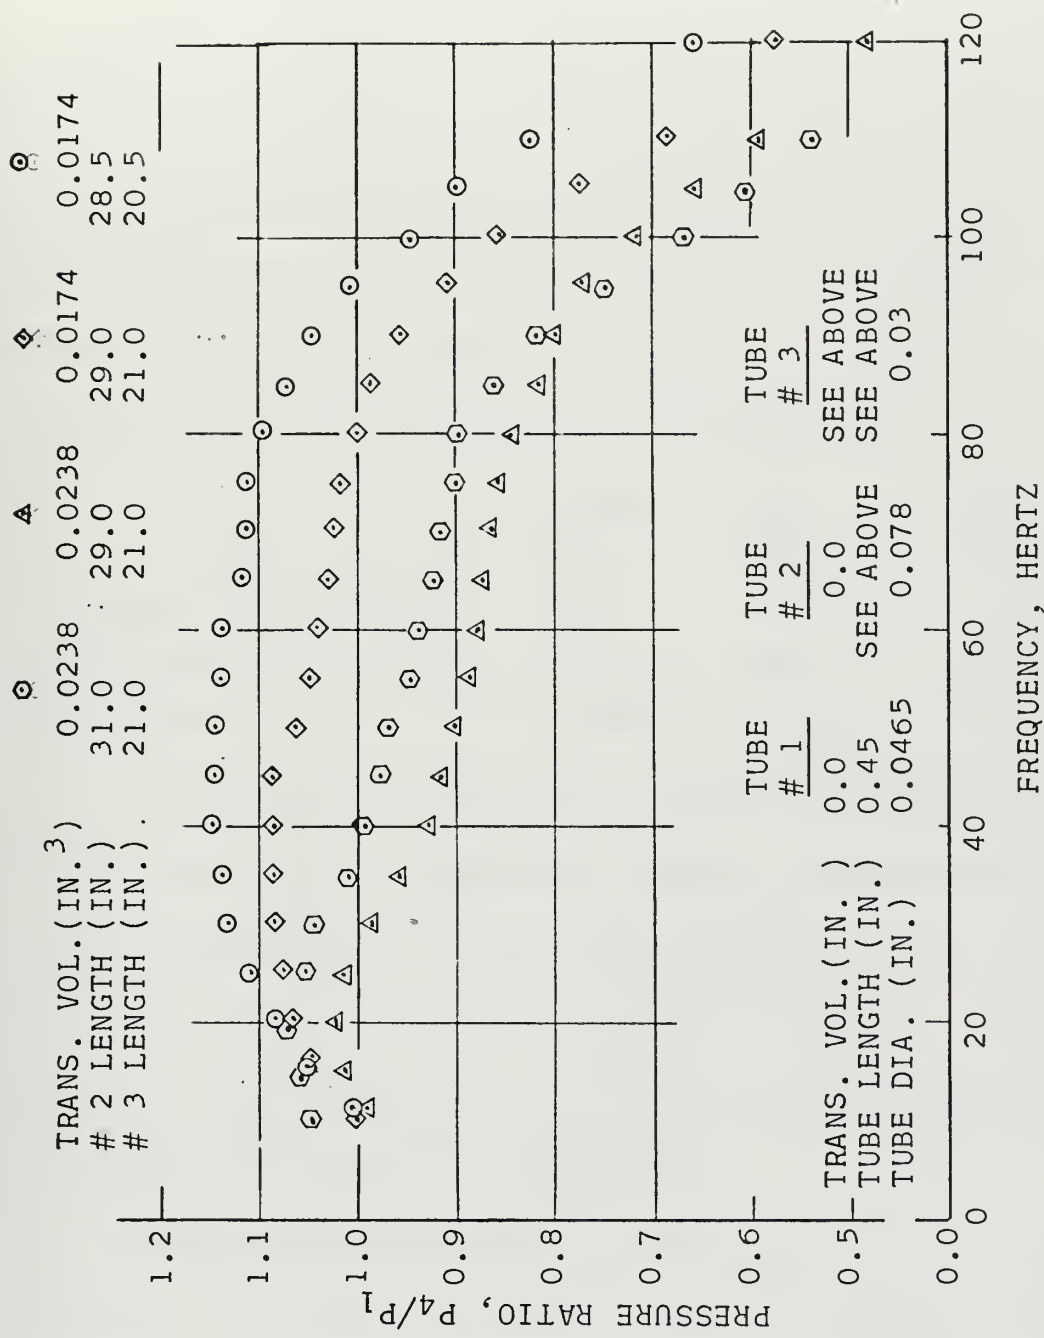 TRANS. VOL.(IN.3) 0.0238 0.0238 0.0174 0.0174
# 2 LENGTH (IN.) 31.0 29.0 29.0 28.5
# 3 LENGTH (IN.) 21.0 21.0 21.0 20.5
PRESSURE RATIO, P4/P1
1.2
1.1
1.0
0.9
0.8
0.7
0.6
0.5
0.0
TUBE TUBE TUBE
# 1 # 2 # 3
TRANS. VOL.(IN. ) 0.0 0.0 SEE ABOVE
TUBE LENGTH (IN.) 0.45 SEE ABOVE SEE ABOVE
TUBE DIA. (IN.) 0.0465 0.078 0.03
0 20 40 60 80 100 120
FREQUENCY, HERTZ